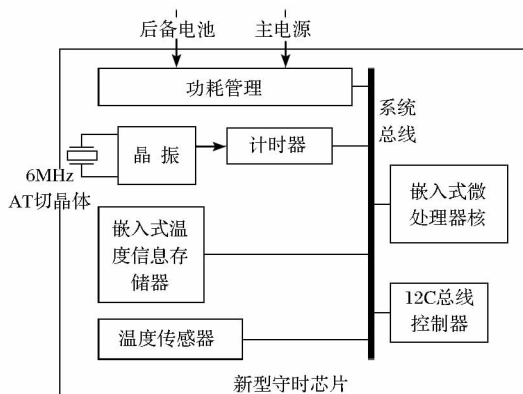 后备电池
主电源
功耗管理
系统
总线
晶振
计时器
6MHz
AT切晶体
嵌入式微
处理器核
嵌入式温
度信息存
储器
12C总线
控制器
温度传感器
新型守时芯片